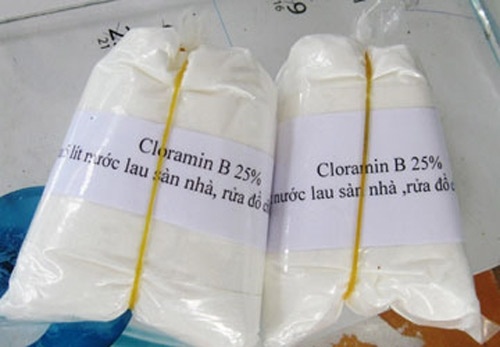 Cloramin B 25%
lít nước lau sàn nhà, rửa đồ
Cloramin B 25%
nước lau sàn nhà ,rửa đồ